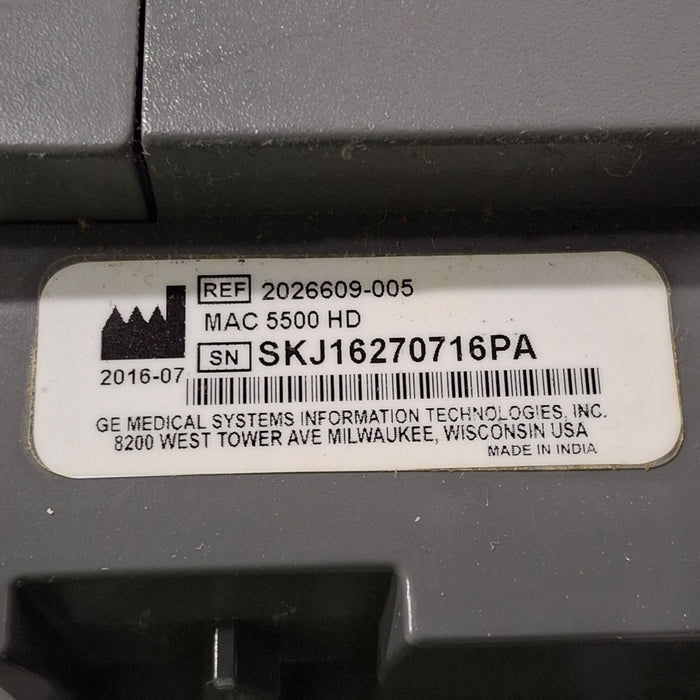 REF 2026609-005
MAC 5500 HD
SN SKJ16270716PA
2016-07
GE MEDICAL SYSTEMS INFORMATION TECHNOLOGIES, INC.
8200 WEST TOWER AVE MILWAUKEE, WISCONSIN USA
MADE IN INDIA